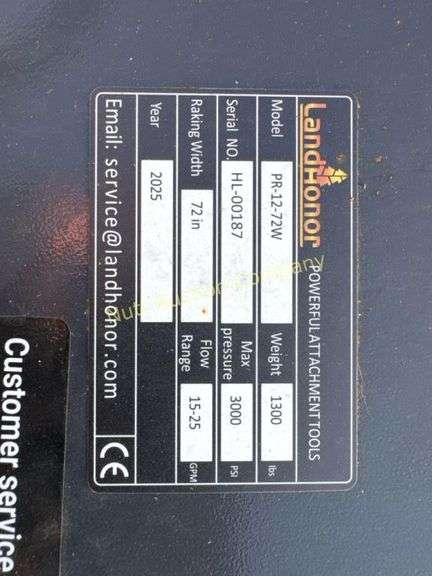 LandHonor POWERFUL ATTACHMENT TOOLS
Model PR-12-72W Weight 1300 lbs
Serial NO. HL-00187 Max pressure 3000 PSI
Raking Width 72 in Flow Range 15-25 GPM
Year 2025
Email: service@landhonor.com CE
Customer service